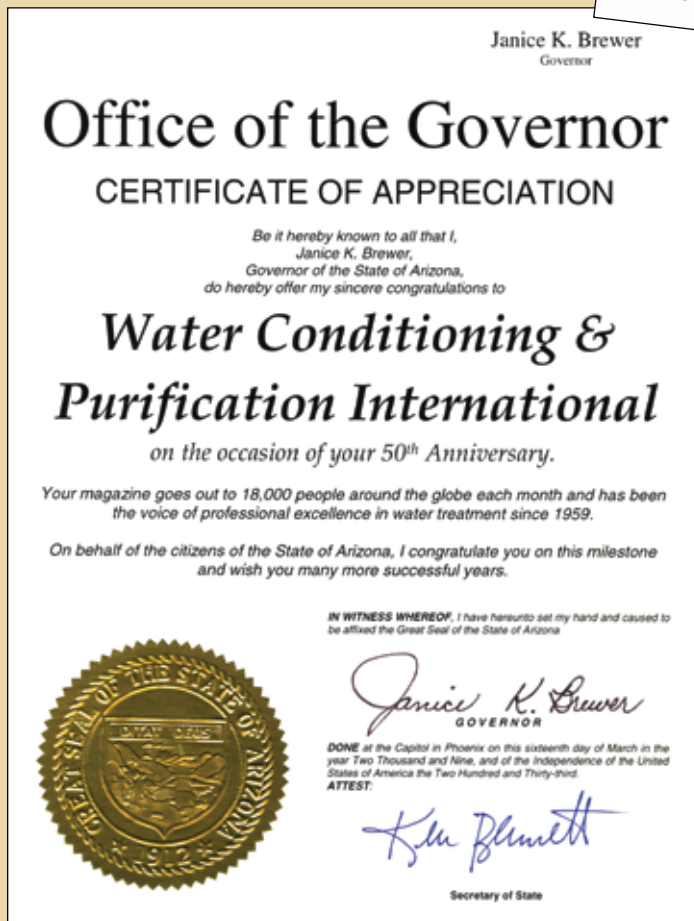 Janice K. Brewer
Governor
Office of the Governor
CERTIFICATE OF APPRECIATION
Be it hereby known to all that I,
Janice K. Brewer,
Governor of the State of Arizona,
do hereby offer my sincere congratulations to
Water Conditioning &
Purification International
on the occasion of your 50th Anniversary.
Your magazine goes out to 18,000 people around the globe each month and has been
the voice of professional excellence in water treatment since 1959.
On behalf of the citizens of the State of Arizona, I congratulate you on this milestone
and wish you many more successful years.
IN WITNESS WHEREOF, I have hereunto set my hand and caused to
be affixed the Great Seal of the State of Arizona
Janice K. Brewer
GOVERNOR
DONE at the Capitol in Phoenix on this sixteenth day of March in the
year Two Thousand and Nine, and of the Independence of the United
States of America the Two Hundred and Thirty-third.
ATTEST:
Ken Bennett
Secretary of State
GREAT SEAL OF THE STATE OF ARIZONA
DITAT DEUS
1912